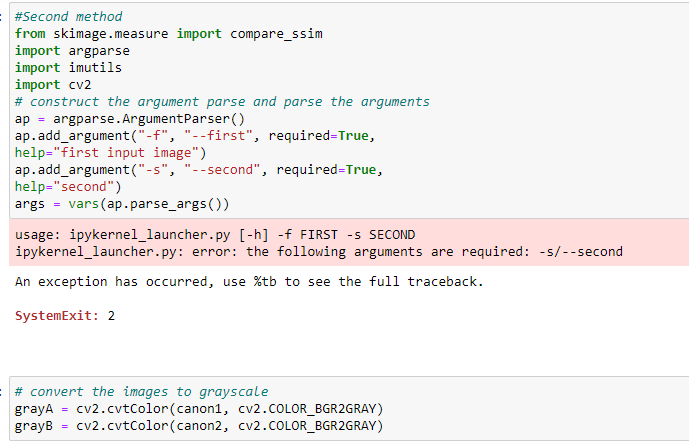 #Second method
from skimage.measure import compare_ssim
import argparse
import imutils
import cv2
# construct the argument parse and parse the arguments
ap = argparse.ArgumentParser()
ap.add_argument("-f", "--first", required=True,
help="first input image")
ap.add_argument("-s", "--second", required=True,
help="second")
args = vars(ap.parse_args())
usage: ipykernel_launcher.py [-h] -f FIRST -s SECOND
ipykernel_launcher.py: error: the following arguments are required: -s/--second
An exception has occurred, use %tb to see the full traceback.
SystemExit: 2
# convert the images to grayscale
grayA = cv2.cvtColor(canon1, cv2.COLOR_BGR2GRAY)
grayB = cv2.cvtColor(canon2, cv2.COLOR_BGR2GRAY)